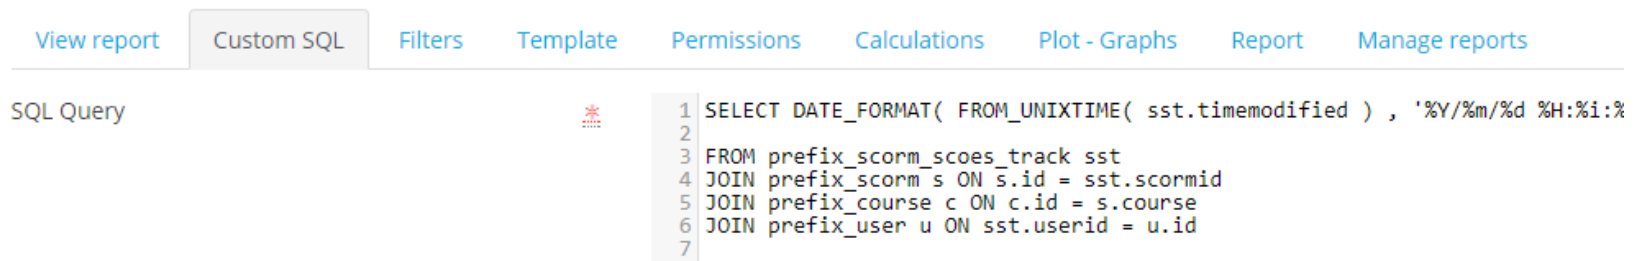 View report Custom SQL Filters Template Permissions Calculations Plot - Graphs Report Manage reports
SQL Query *
1 SELECT DATE_FORMAT( FROM_UNIXTIME( sst.timemodified ) , '%Y/%m/%d %H:%i:%
2
3 FROM prefix_scorm_scoes_track sst
4 JOIN prefix_scorm s ON s.id = sst.scormid
5 JOIN prefix_course c ON c.id = s.course
6 JOIN prefix_user u ON sst.userid = u.id
7